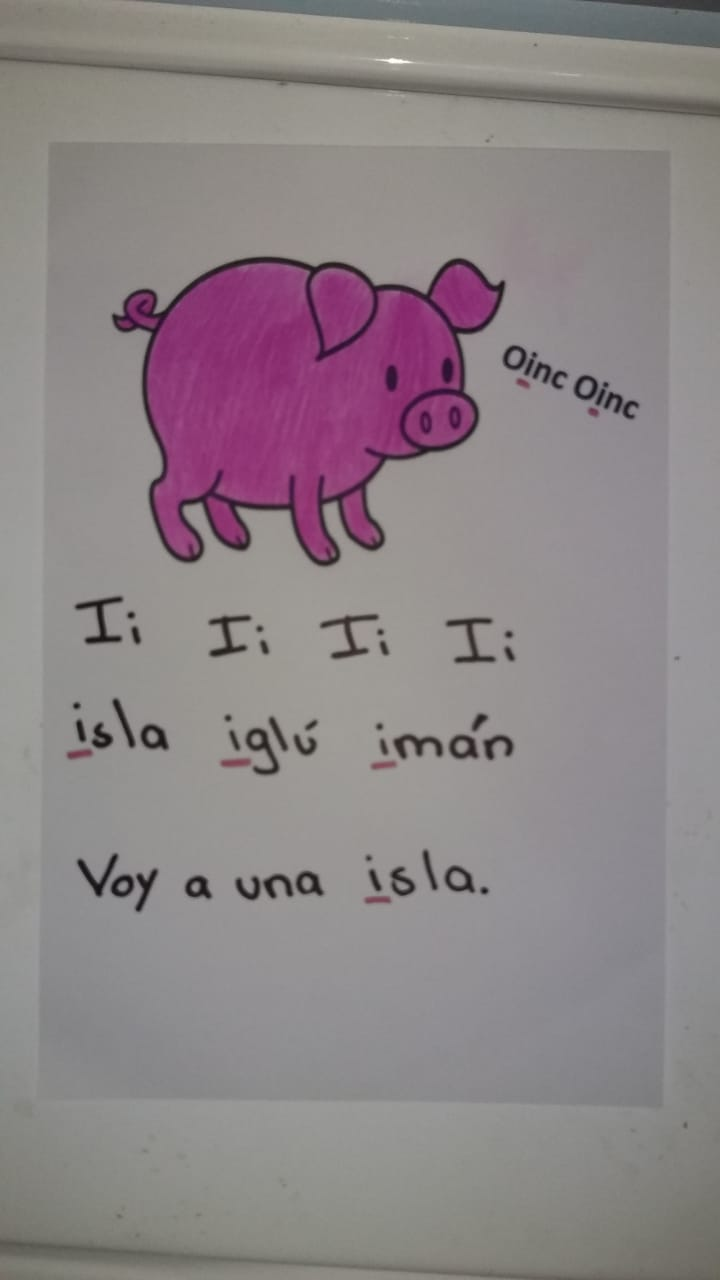 Oinc Oinc
Ii Ii Ii Ii
isla iglú imán
Voy a una isla.